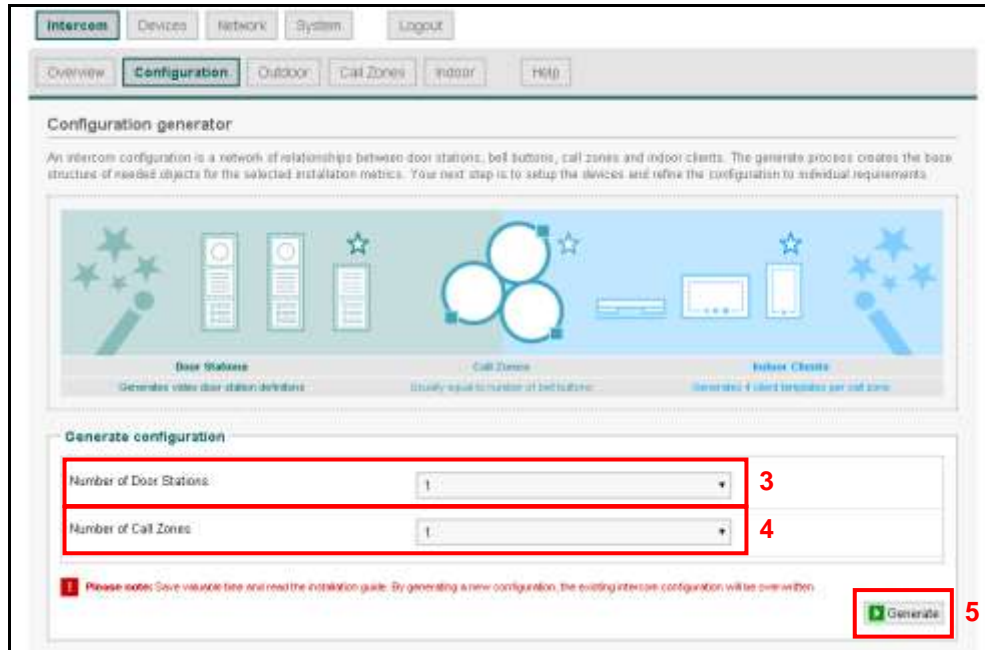 Intercom Devices Network System Logout
Overview Configuration Outdoor Call Zones Indoor Help
Configuration generator
An intercom configuration is a network of relationships between door stations, bell buttons, call zones and indoor clients. The generate process creates the base
structure of needed objects for the selected installation metrics. Your next step is to setup the devices and refine the configuration to individual requirements.
Door Stations Call Zones Indoor Clients
Generates video door station definitions Usually equal to number of bell buttons Generates 4 client templates per call zone
Generate configuration
Number of Door Stations 1 3
Number of Call Zones 1 4
! Please note: Save valuable time and read the installation guide. By generating a new configuration, the existing intercom configuration will be overwritten.
Generate 5